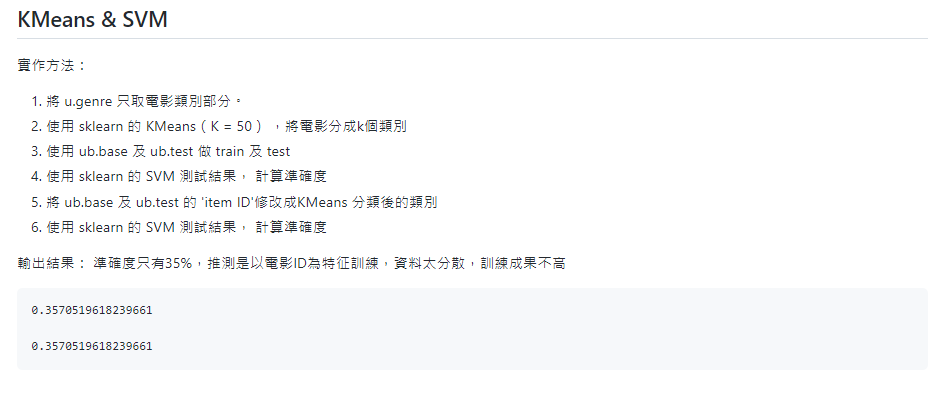 KMeans & SVM
實作方法：
1. 將 u.genre 只取電影類別部分。
2. 使用 sklearn 的 KMeans ( K = 50 ) ，將電影分成k個類別
3. 使用 ub.base 及 ub.test 做 train 及 test
4. 使用 sklearn 的 SVM 測試結果， 計算準確度
5. 將 ub.base 及 ub.test 的 'item ID'修改成KMeans 分類後的類別
6. 使用 sklearn 的 SVM 測試結果， 計算準確度
輸出結果： 準確度只有35%，推測是以電影ID為特征訓練，資料太分散，訓練成果不高
0.3570519618239661
0.3570519618239661